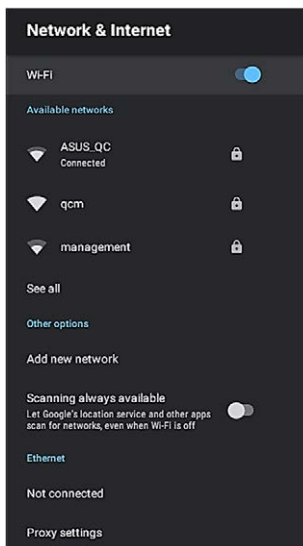 Network & Internet
Wi-Fi
Available networks
ASUS_QC
Connected
qcm
management
See all
Other options
Add new network
Scanning always available
Let Google's location service and other apps
scan for networks, even when Wi-Fi is off
Ethernet
Not connected
Proxy settings